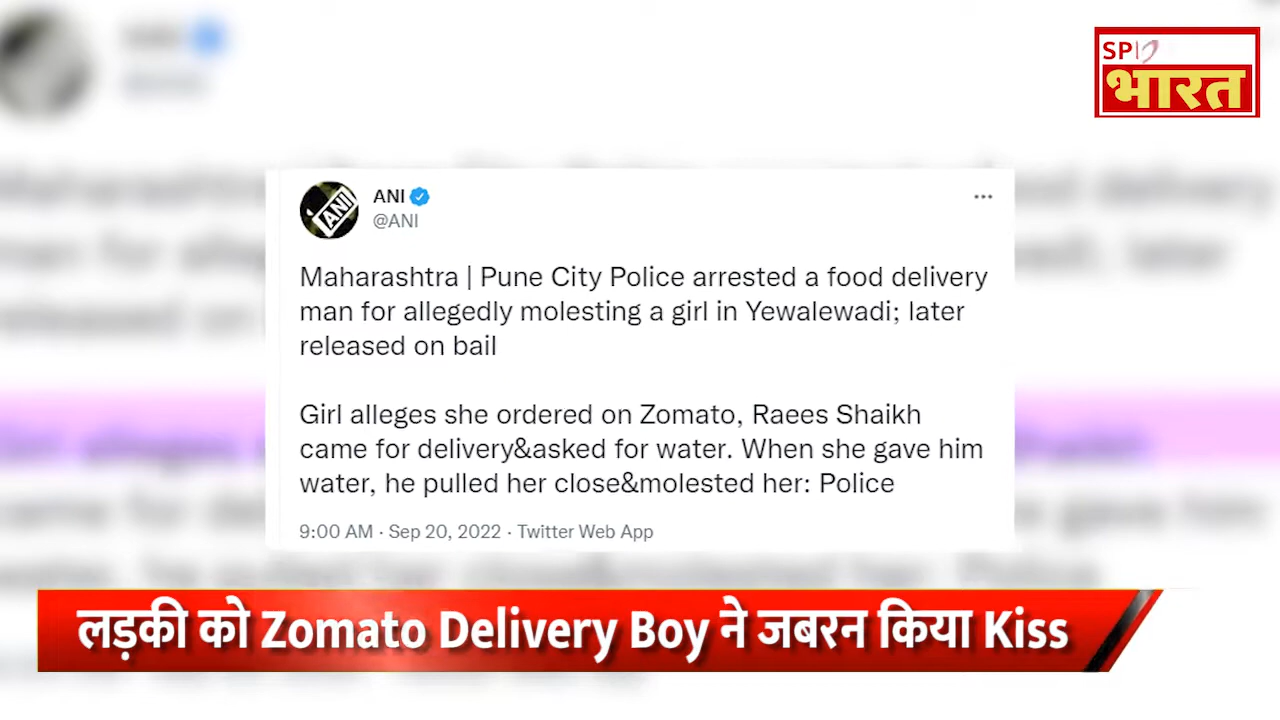 SP
भारत
ANI
ANI
@ANI
Maharashtra | Pune City Police arrested a food delivery
man for allegedly molesting a girl in Yewalewadi; later
released on bail
Girl alleges she ordered on Zomato, Raees Shaikh
came for delivery&asked for water. When she gave him
water, he pulled her close&molested her: Police
9:00 AM · Sep 20, 2022 · Twitter Web App
लड़की को Zomato Delivery Boy ने जबरन किया Kiss